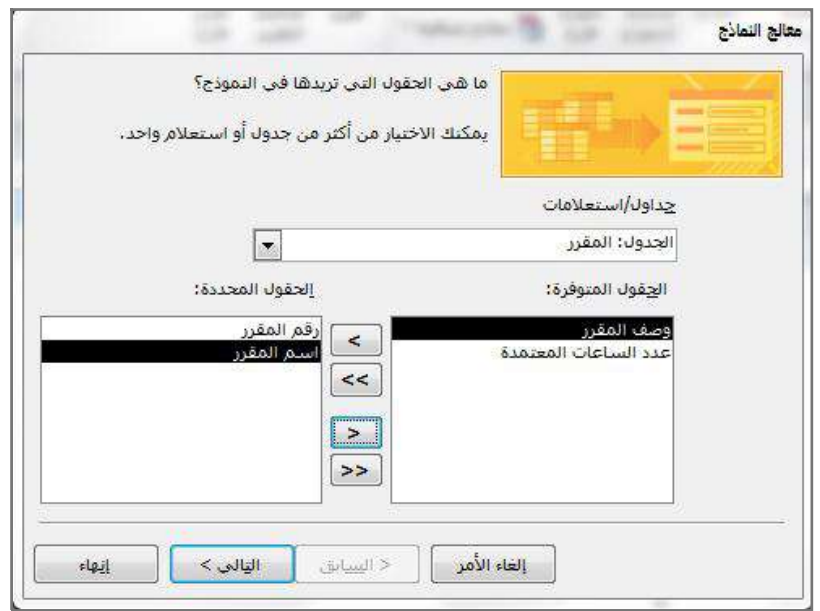 معالج النماذج
ما هي الحقول التي تريدها في النموذج؟
يمكنك الاختيار من أكثر من جدول أو استعلام واحد.
جداول/استعلامات
الجدول: المقرر
الحقول المتوفرة:
الحقول المحددة:
وصف المقرر
عدد الساعات المعتمدة
<
<<
>
>>
رقم المقرر
اسم المقرر
إلغاء الأمر
< السابق
التالي >
إنهاء